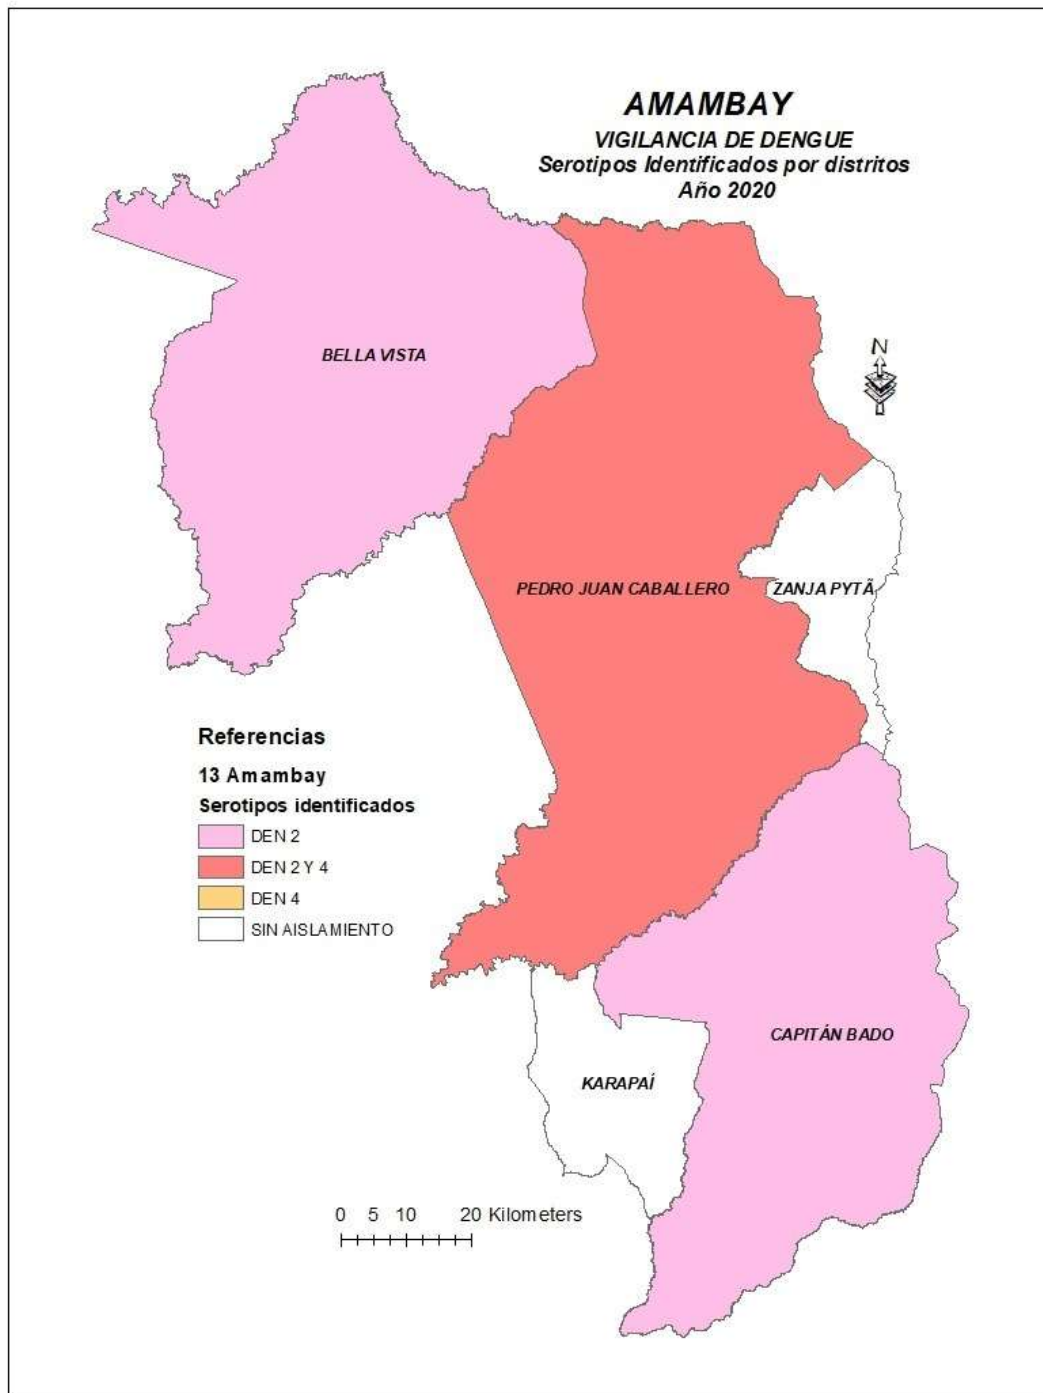 AMAMBAY
VIGILANCIA DE DENGUE
Serotipos Identificados por distritos
Año 2020
N
BELLA VISTA
PEDRO JUAN CABALLERO
ZANJA PYTÃ
Referencias
13 Amambay
Serotipos identificados
DEN 2
DEN 2 Y 4
DEN 4
SIN AISLAMIENTO
CAPITÁN BADO
KARAPAÍ
0 5 10 20 Kilometers